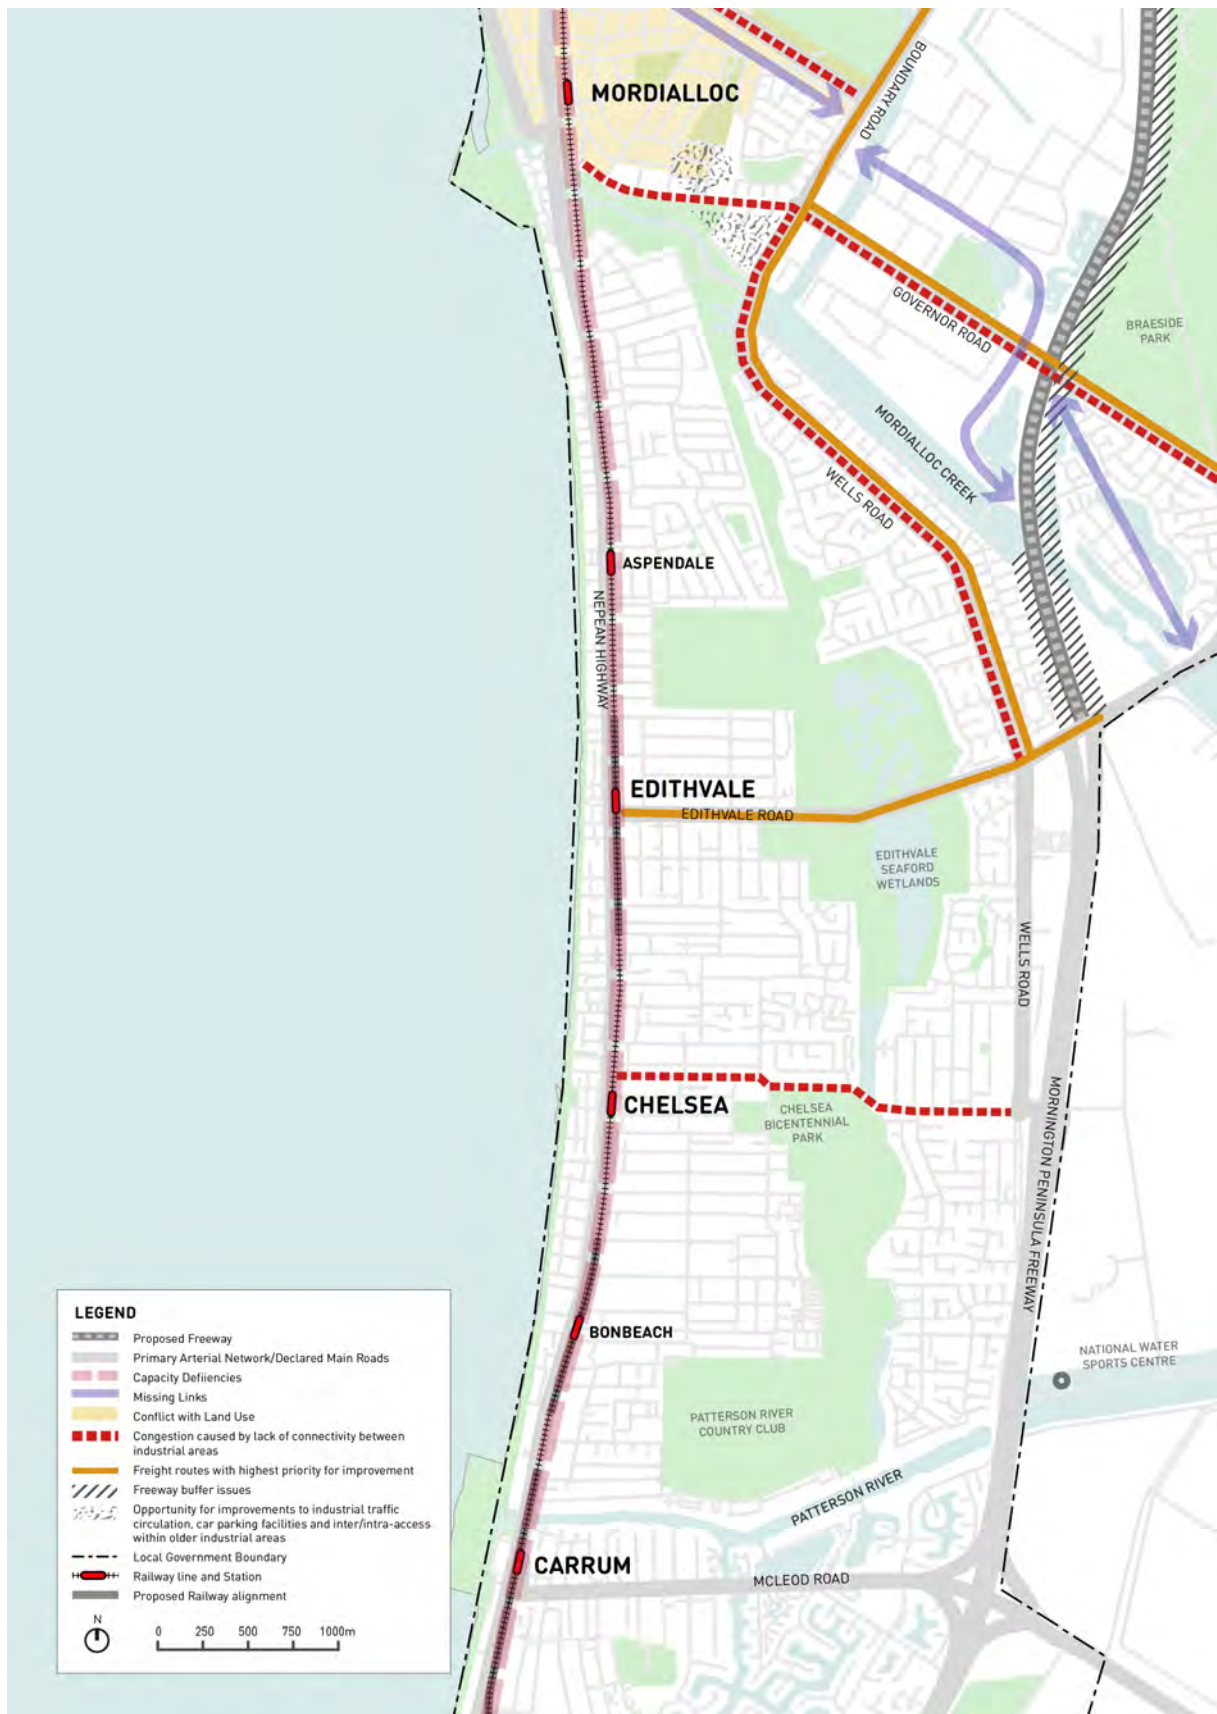 MORDIALLOC
BOUNDARY ROAD
GOVERNOR ROAD
BRAESIDE
PARK
MORDIALLOC CREEK
WELLS ROAD
ASPENDALE
NEPEAN HIGHWAY
EDITHVALE
EDITHVALE ROAD
EDITHVALE
SEAFORD
WETLANDS
WELLS ROAD
CHELSEA
CHELSEA
BICENTENNIAL
PARK
MORNINGTON PENINSULA FREEWAY
BONBEACH
NATIONAL WATER
SPORTS CENTRE
PATTERSON RIVER
COUNTRY CLUB
PATTERSON RIVER
CARRUM
MCLEOD ROAD
LEGEND
Proposed Freeway
Primary Arterial Network/Declared Main Roads
Capacity Defiiencies
Missing Links
Conflict with Land Use
Congestion caused by lack of connectivity between
industrial areas
Freight routes with highest priority for improvement
Freeway buffer issues
Opportunity for improvements to industrial traffic
circulation, car parking facilities and inter/intra-access
within older industrial areas
Local Government Boundary
Railway line and Station
Proposed Railway alignment
N
0 250 500 750 1000m